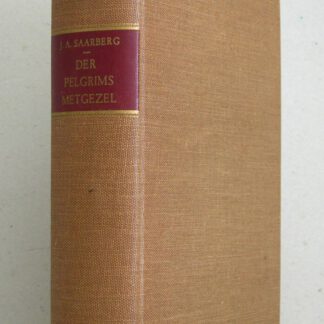 J. A. SAARBERG
DER
PELGRIMS
METGEZEL